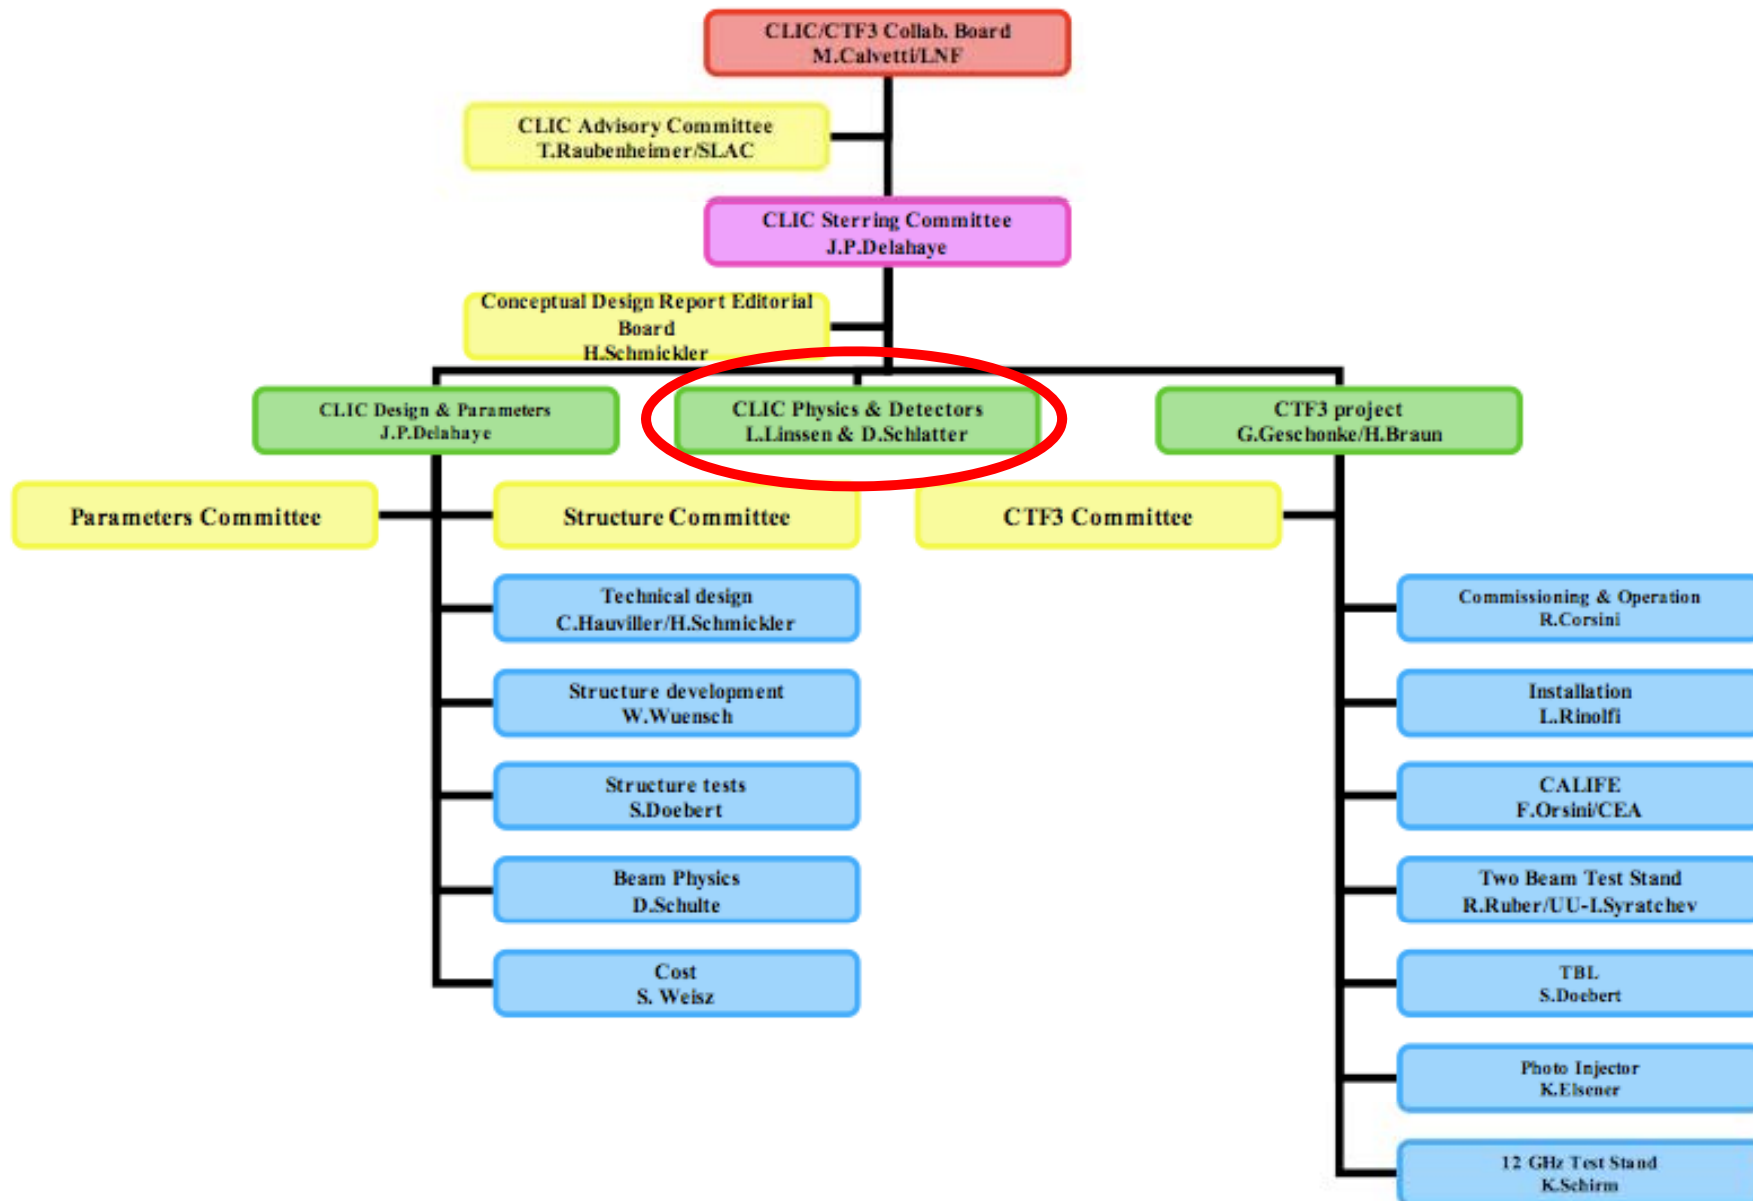 CLIC/CTF3 Collab. Board
M.Calvetti/LNF
CLIC Advisory Committee
T.Raubenheimer/SLAC
CLIC Sterring Committee
J.P.Delahaye
Conceptual Design Report Editorial
Board
H.Schmickler
CLIC Design & Parameters
J.P.Delahaye
CLIC Physics & Detectors
L.Linssen & D.Schlatter
CTF3 project
G.Geschonke/H.Braun
Parameters Committee
Structure Committee
CTF3 Committee
Technical design
C.Hauviller/H.Schmickler
Structure development
W.Wuensch
Structure tests
S.Doebert
Beam Physics
D.Schulte
Cost
S. Weisz
Commissioning & Operation
R.Corsini
Installation
L.Rinolfi
CALIFE
F.Orsini/CEA
Two Beam Test Stand
R.Ruber/UU-I.Syratchev
TBL
S.Doebert
Photo Injector
K.Elsener
12 GHz Test Stand
K.Schirm